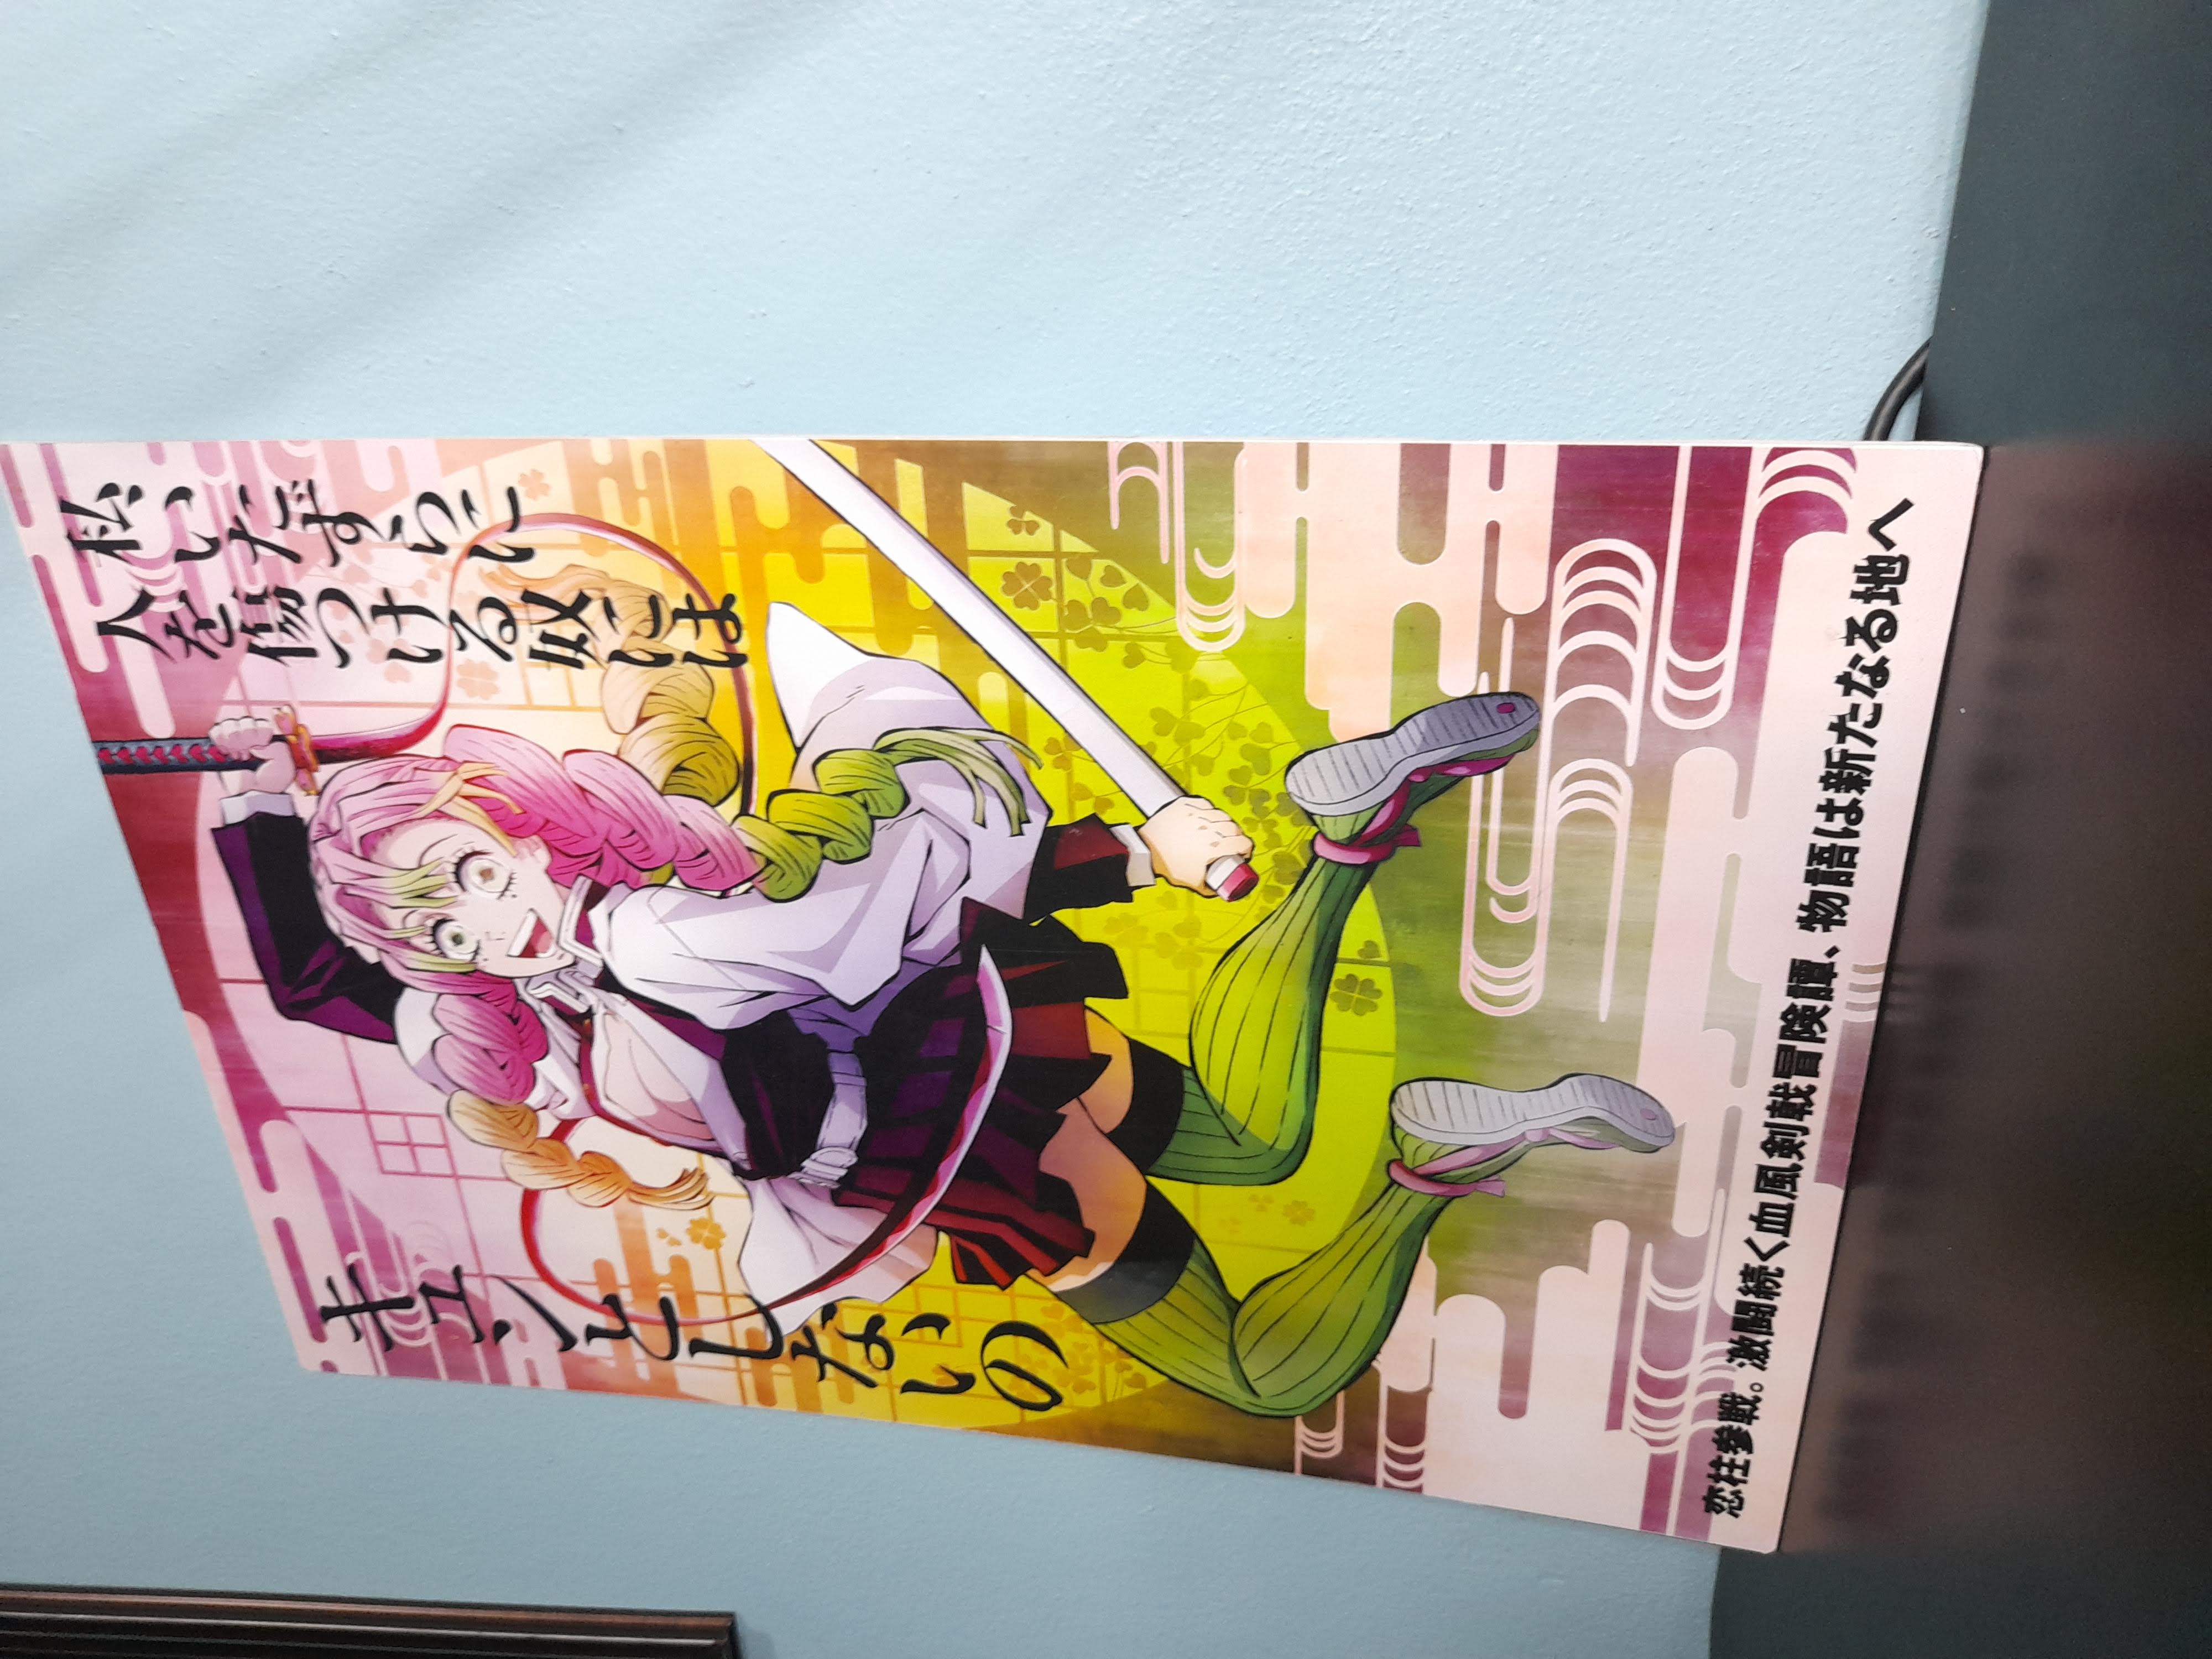 私、いたずらに
人を傷つける奴には
キュンとしないの
恋柱参戦。激闘続く血風剣戟冒険譚、物語は新たなる地へ